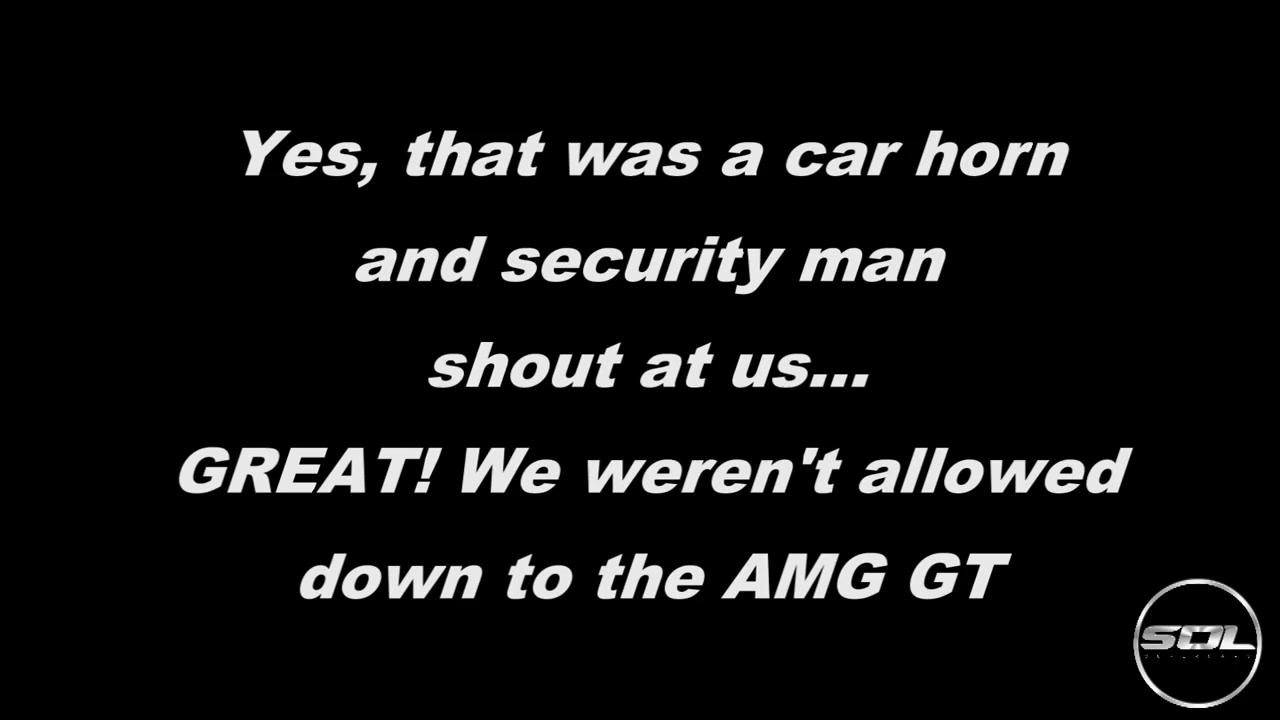 Yes, that was a car horn
and security man
shout at us...
GREAT! We weren't allowed
down to the AMG GT
SOL